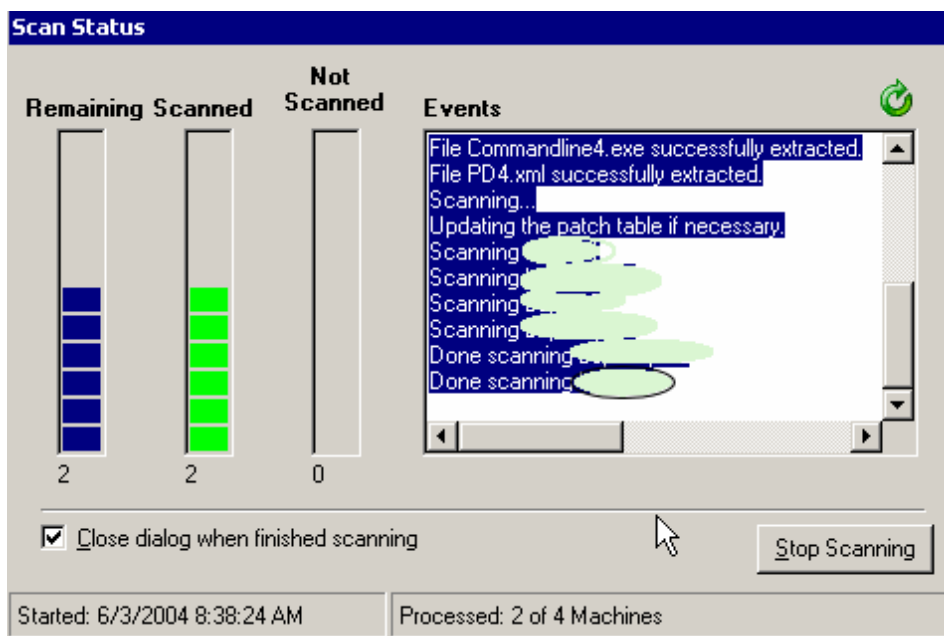 Scan Status
Remaining
Scanned
Not
Scanned
Events
File Commandline4.exe successfully extracted.
File PD4.xml successfully extracted.
Scanning...
Updating the patch table if necessary.
Scanning
Scanning
Scanning
Scanning
Done scanning
Done scanning
2
2
0
Close dialog when finished scanning
Stop Scanning
Started: 6/3/2004 8:38:24 AM
Processed: 2 of 4 Machines